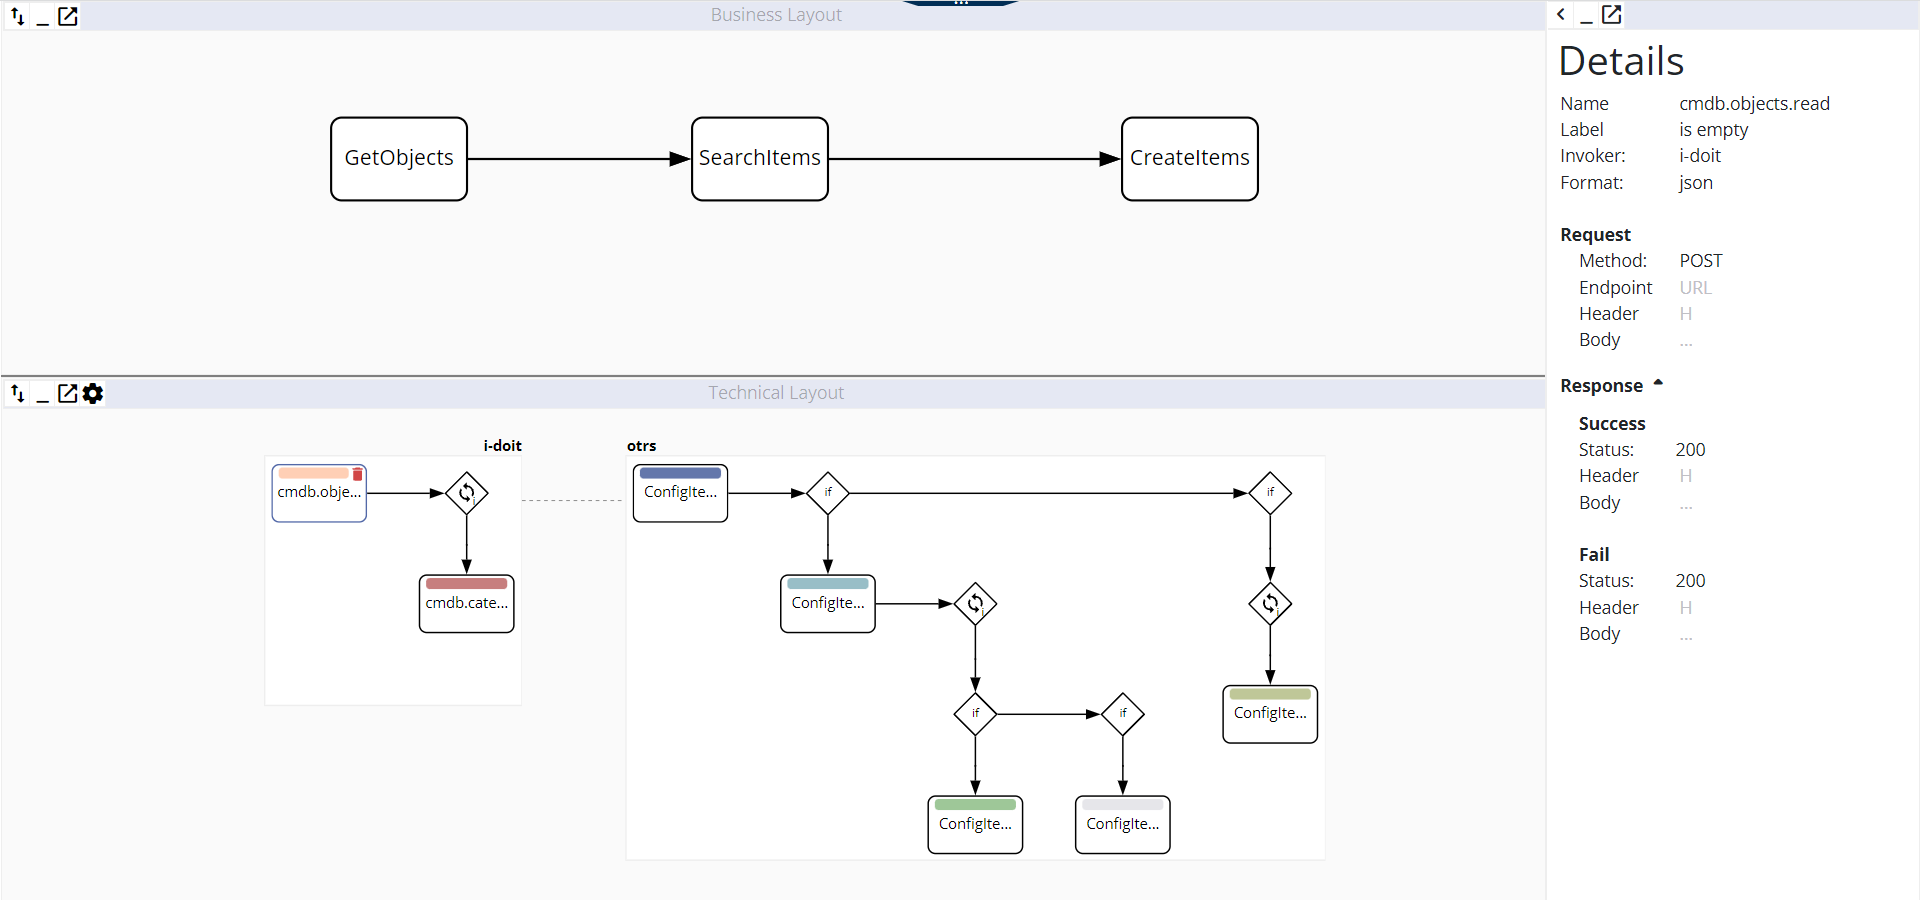 Business Layout
GetObjects
SearchItems
CreateItems
Technical Layout
i-doit
otrs
cmdb.obje...
i
ConfigIte...
if
if
cmdb.cate...
ConfigIte...
i
i
if
if
ConfigIte...
ConfigIte...
ConfigIte...
Details
Name cmdb.objects.read
Label is empty
Invoker: i-doit
Format: json
Request
Method: POST
Endpoint URL
Header H
Body ...
Response
Success
Status: 200
Header H
Body ...
Fail
Status: 200
Header H
Body ...